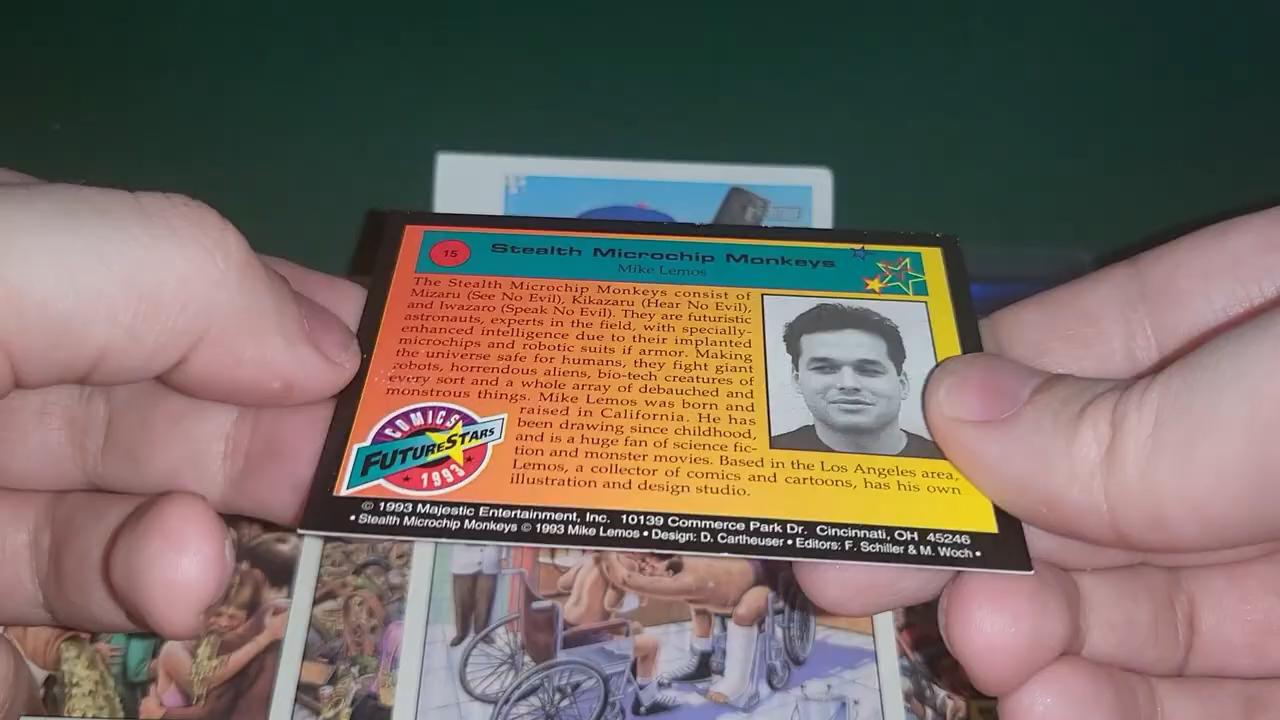 15
Stealth Microchip Monkeys
Mike Lemos
The Stealth Microchip Monkeys consist of
Mizaru (See No Evil), Kikazaru (Hear No Evil),
and Iwazaro (Speak No Evil). They are futuristic
astronauts, experts in the field, with specially-
enhanced intelligence due to their implanted
microchips and robotic suits if armor. Making
the universe safe for humans, they fight giant
robots, horrendous aliens, bio-tech creatures of
every sort and a whole array of debauched and
monstrous things. Mike Lemos was born and
raised in California. He has
been drawing since childhood,
and is a huge fan of science fic-
tion and monster movies. Based in the Los Angeles area,
Lemos, a collector of comics and cartoons, has his own
illustration and design studio.
COMICS
FUTURESTARS
1993
© 1993 Majestic Entertainment, Inc. 10139 Commerce Park Dr. Cincinnati, OH 45246
• Stealth Microchip Monkeys © 1993 Mike Lemos • Design: D. Cartheuser • Editors: F. Schiller & M. Woch •